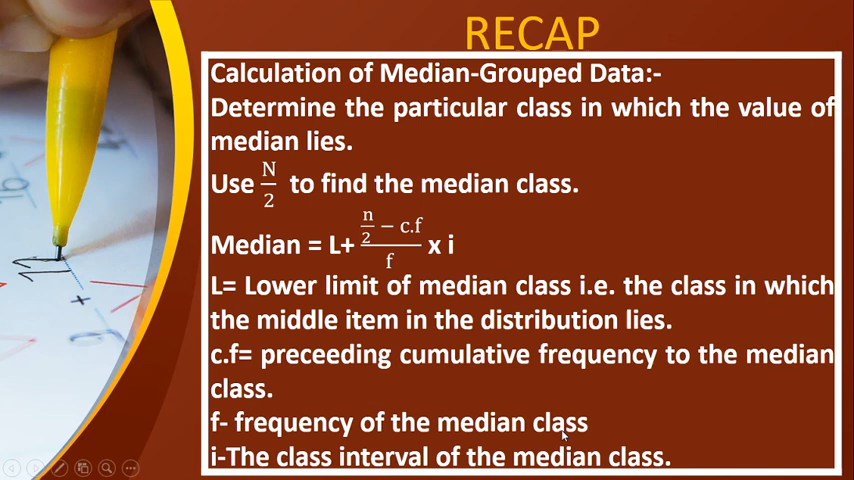 RECAP
Calculation of Median-Grouped Data:-
Determine the particular class in which the value of
median lies.
Use N/2 to find the median class.
Median = L+ (n/2 – c.f)/f x i
L= Lower limit of median class i.e. the class in which
the middle item in the distribution lies.
c.f= preceeding cumulative frequency to the median
class.
f- frequency of the median class
i-The class interval of the median class.